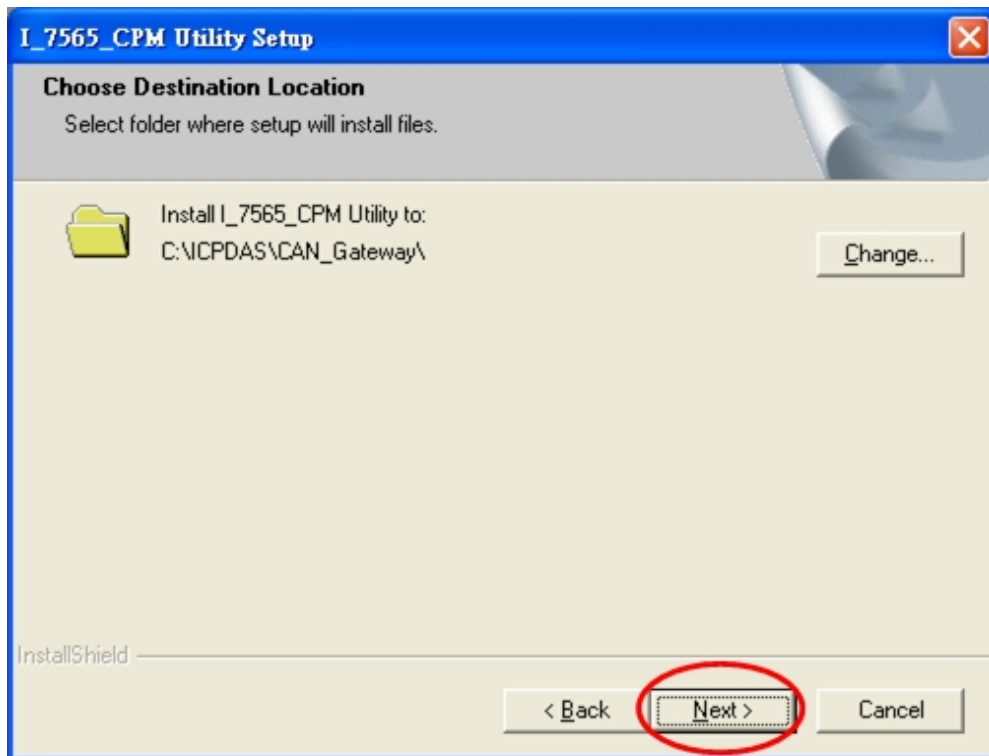 I_7565_CPM Utility Setup
Choose Destination Location
Select folder where setup will install files.
Install I_7565_CPM Utility to:
C:\ICPDAS\CAN_Gateway\
Change...
InstallShield
< Back
Next >
Cancel